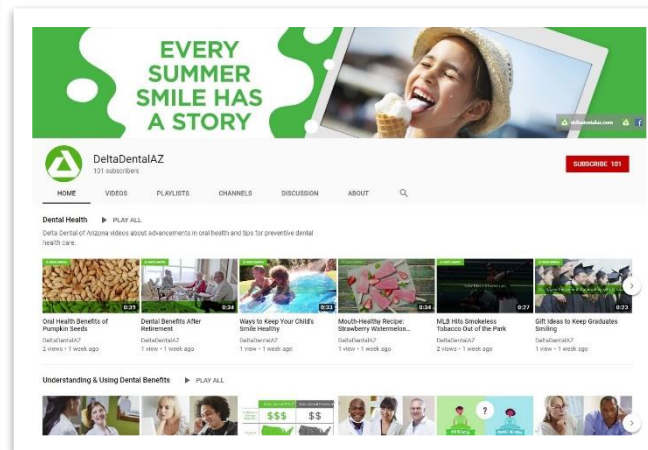 EVERY
SUMMER
SMILE HAS
A STORY
deltadentalaz.com
DeltaDentalAZ
101 subscribers
SUBSCRIBE 101
HOME VIDEOS PLAYLISTS CHANNELS DISCUSSION ABOUT
Dental Health PLAY ALL
Delta Dental of Arizona videos about advancements in oral health and tips for preventive dental
health care.
0:39 0:34 0:33 0:34 0:27 0:23
Oral Health Benefits of Dental Benefits After Ways to Keep Your Child's Mouth-Healthy Recipe: MLB Hits Smokeless Gift Ideas to Keep Graduates
Pumpkin Seeds Retirement Smile Healthy Strawberry Watermelon... Tobacco Out of the Park Smiling
DeltaDentalAZ DeltaDentalAZ DeltaDentalAZ DeltaDentalAZ DeltaDentalAZ DeltaDentalAZ
2 views • 1 week ago 1 view • 1 week ago 1 view • 1 week ago 1 view • 1 week ago 2 views • 1 week ago 1 view • 1 week ago
Understanding & Using Dental Benefits PLAY ALL
$$$ $$
?